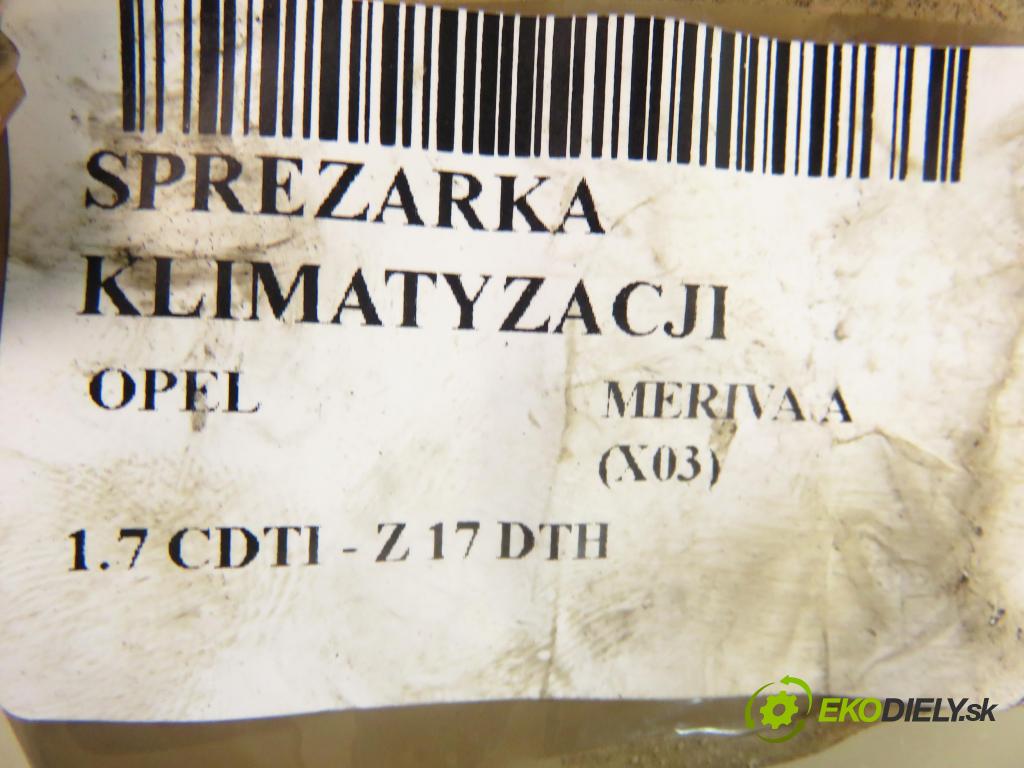 SPREZARKA
KLIMATYZACJI
OPEL MERIVA A
(X03)
1.7 CDTI - Z 17 DTH
EKODIELY.sk